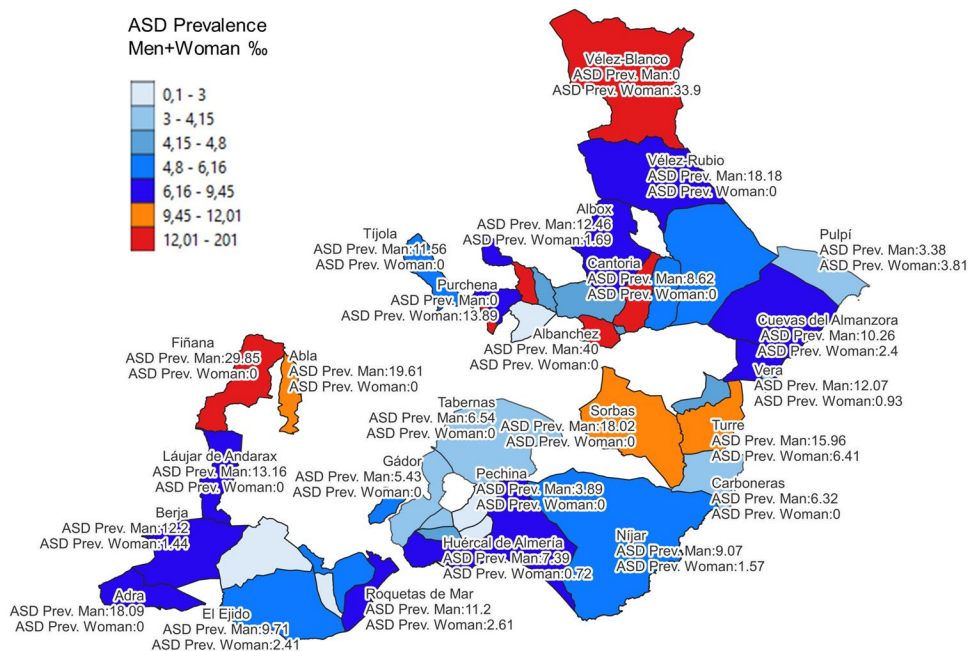 ASD Prevalence
Men+Woman ‰
0,1 - 3
3 - 4,15
4,15 - 4,8
4,8 - 6,16
6,16 - 9,45
9,45 - 12,01
12,01 - 201
Vélez-Blanco
ASD Prev. Man:0
ASD Prev. Woman:33.9
Vélez-Rubio
ASD Prev. Man:18.18
ASD Prev. Woman:0
Albox
ASD Prev. Man:12.46
ASD Prev. Woman:1.69
Tíjola
ASD Prev. Man:11.56
ASD Prev. Woman:0
Pulpí
ASD Prev. Man:3.38
ASD Prev. Woman:3.81
Cantoria
ASD Prev. Man:8.62
ASD Prev. Woman:0
Purchena
ASD Prev. Man:0
ASD Prev. Woman:13.89
Cuevas del Almanzora
ASD Prev. Man:10.26
ASD Prev. Woman:2.4
Albanchez
ASD Prev. Man:40
ASD Prev. Woman:0
Fiñana
ASD Prev. Man:29.85
ASD Prev. Woman:0
Abla
ASD Prev. Man:19.61
ASD Prev. Woman:0
Vera
ASD Prev. Man:12.07
ASD Prev. Woman:0.93
Tabernas
ASD Prev. Man:6.54
ASD Prev. Woman:0
Sorbas
ASD Prev. Man:18.02
ASD Prev. Woman:0
Turre
ASD Prev. Man:15.96
ASD Prev. Woman:6.41
Láujar de Andarax
ASD Prev. Man:13.16
ASD Prev. Woman:0
Gádor
ASD Prev. Man:5.43
ASD Prev. Woman:0
Pechina
ASD Prev. Man:3.89
ASD Prev. Woman:0
Carboneras
ASD Prev. Man:6.32
ASD Prev. Woman:0
Berja
ASD Prev. Man:12.2
ASD Prev. Woman:1.44
Huércal de Almería
ASD Prev. Man:7.39
ASD Prev. Woman:0.72
Níjar
ASD Prev. Man:9.07
ASD Prev. Woman:1.57
Adra
ASD Prev. Man:18.09
ASD Prev. Woman:0
El Ejido
ASD Prev. Man:9.71
ASD Prev. Woman:2.41
Roquetas de Mar
ASD Prev. Man:11.2
ASD Prev. Woman:2.61